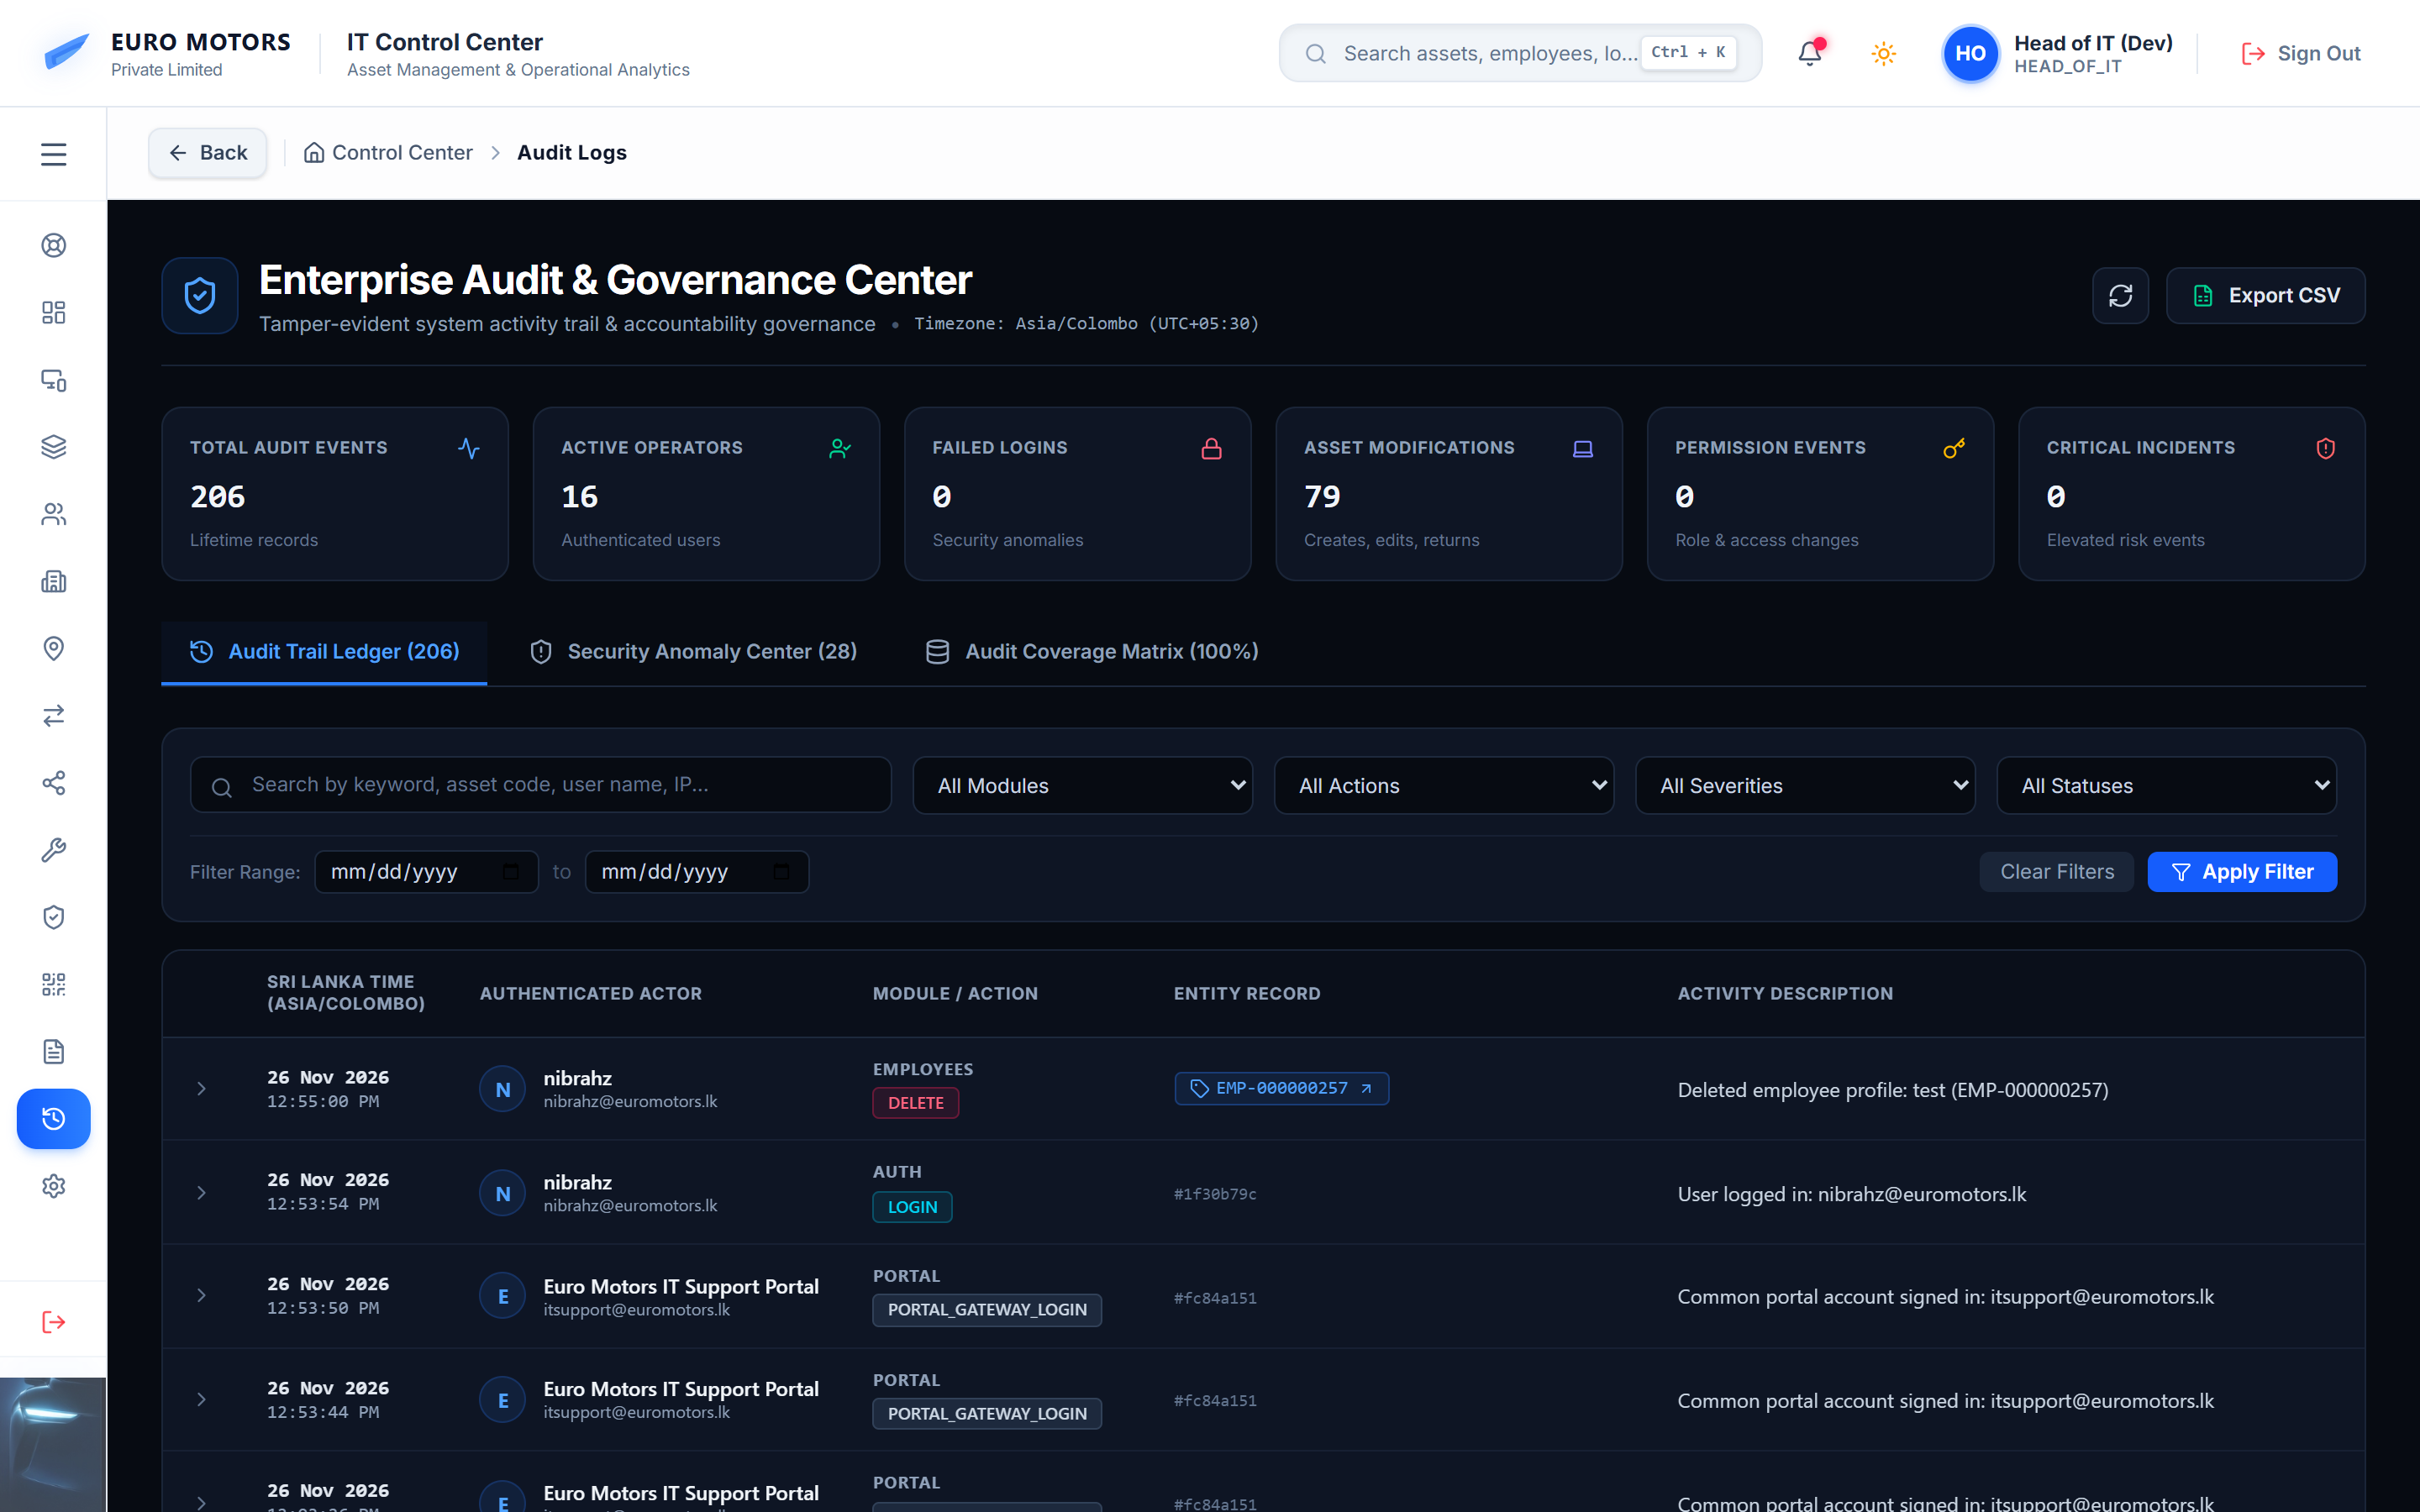 EURO MOTORS
Private Limited
IT Control Center
Asset Management & Operational Analytics
Search assets, employees, lo...
Ctrl + K
HO
Head of IT (Dev)
HEAD_OF_IT
Sign Out
Back
Control Center
Audit Logs
Enterprise Audit & Governance Center
Tamper-evident system activity trail & accountability governance • Timezone: Asia/Colombo (UTC+05:30)
Export CSV
TOTAL AUDIT EVENTS
206
Lifetime records
ACTIVE OPERATORS
16
Authenticated users
FAILED LOGINS
0
Security anomalies
ASSET MODIFICATIONS
79
Creates, edits, returns
PERMISSION EVENTS
0
Role & access changes
CRITICAL INCIDENTS
0
Elevated risk events
Audit Trail Ledger (206)
Security Anomaly Center (28)
Audit Coverage Matrix (100%)
Search by keyword, asset code, user name, IP...
All Modules
All Actions
All Severities
All Statuses
Filter Range:
mm/dd/yyyy
to
mm/dd/yyyy
Clear Filters
Apply Filter
SRI LANKA TIME
(ASIA/COLOMBO)
AUTHENTICATED ACTOR
MODULE / ACTION
ENTITY RECORD
ACTIVITY DESCRIPTION
26 Nov 2026
12:55:00 PM
N
nibrahz
nibrahz@euromotors.lk
EMPLOYEES
DELETE
EMP-000000257
Deleted employee profile: test (EMP-000000257)
26 Nov 2026
12:53:54 PM
N
nibrahz
nibrahz@euromotors.lk
AUTH
LOGIN
#1f30b79c
User logged in: nibrahz@euromotors.lk
26 Nov 2026
12:53:50 PM
E
Euro Motors IT Support Portal
itsupport@euromotors.lk
PORTAL
PORTAL_GATEWAY_LOGIN
#fc84a151
Common portal account signed in: itsupport@euromotors.lk
26 Nov 2026
12:53:44 PM
E
Euro Motors IT Support Portal
itsupport@euromotors.lk
PORTAL
PORTAL_GATEWAY_LOGIN
#fc84a151
Common portal account signed in: itsupport@euromotors.lk
26 Nov 2026
E
Euro Motors IT Support Portal
PORTAL
#fc84a151
Common portal account signed in: itsupport@euromotors.lk